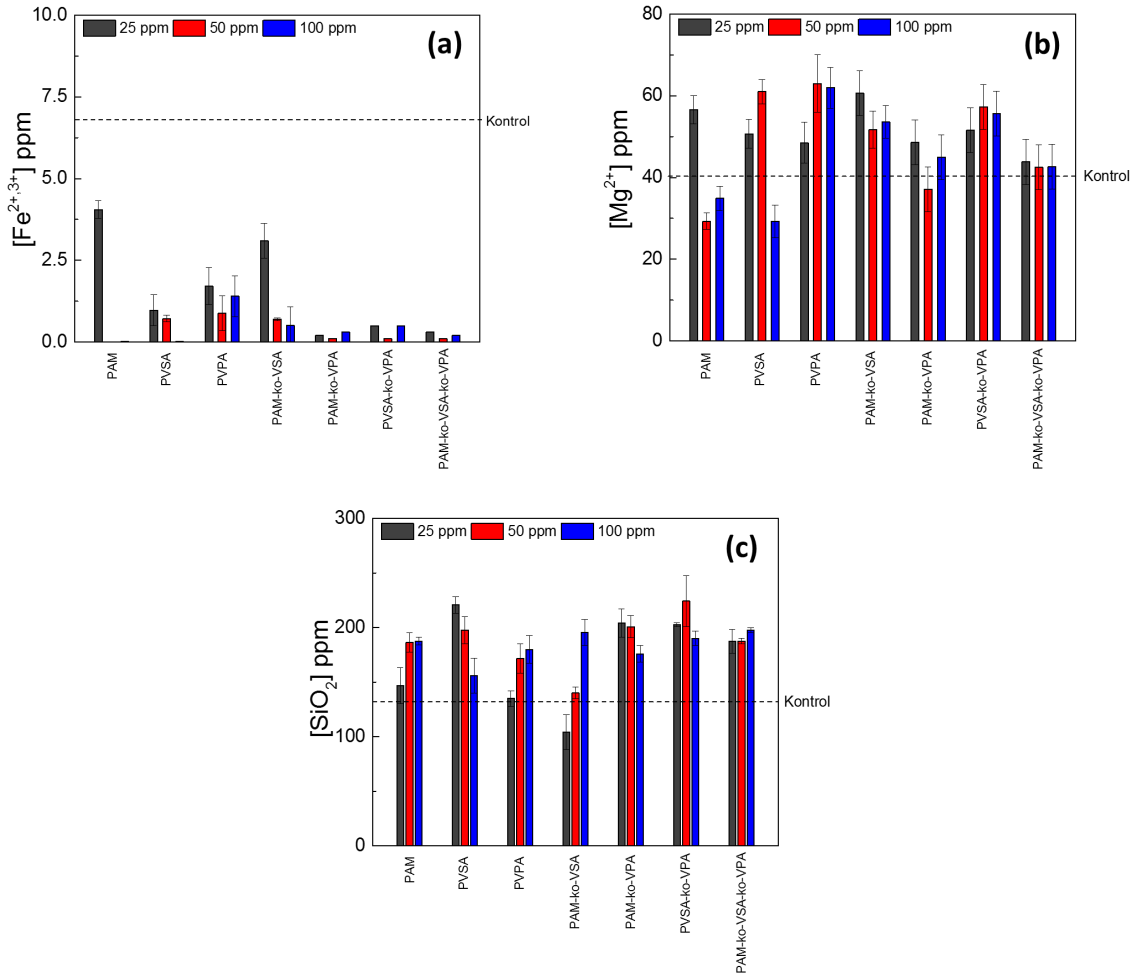 (a)
25 ppm 50 ppm 100 ppm
[Fe2+,3+] ppm
10.0
7.5
5.0
2.5
0.0
Kontrol
PAM
PVSA
PVPA
PAM-ko-VSA
PAM-ko-VPA
PVSA-ko-VPA
PAM-ko-VSA-ko-VPA
(b)
25 ppm 50 ppm 100 ppm
[Mg2+] ppm
80
60
40
20
0
Kontrol
PAM
PVSA
PVPA
PAM-ko-VSA
PAM-ko-VPA
PVSA-ko-VPA
PAM-ko-VSA-ko-VPA
(c)
25 ppm 50 ppm 100 ppm
[SiO2] ppm
300
200
100
0
Kontrol
PAM
PVSA
PVPA
PAM-ko-VSA
PAM-ko-VPA
PVSA-ko-VPA
PAM-ko-VSA-ko-VPA